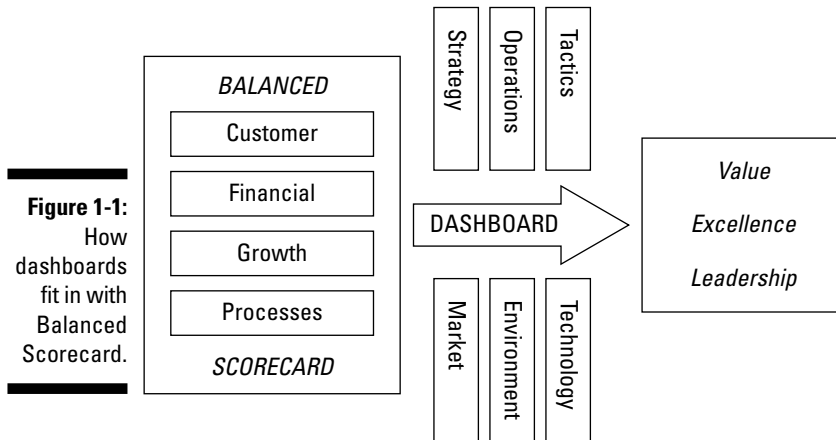 Figure 1-1:
How
dashboards
fit in with
Balanced
Scorecard.
BALANCED
Customer
Financial
Growth
Processes
SCORECARD
Strategy
Operations
Tactics
DASHBOARD
Market
Environment
Technology
Value
Excellence
Leadership